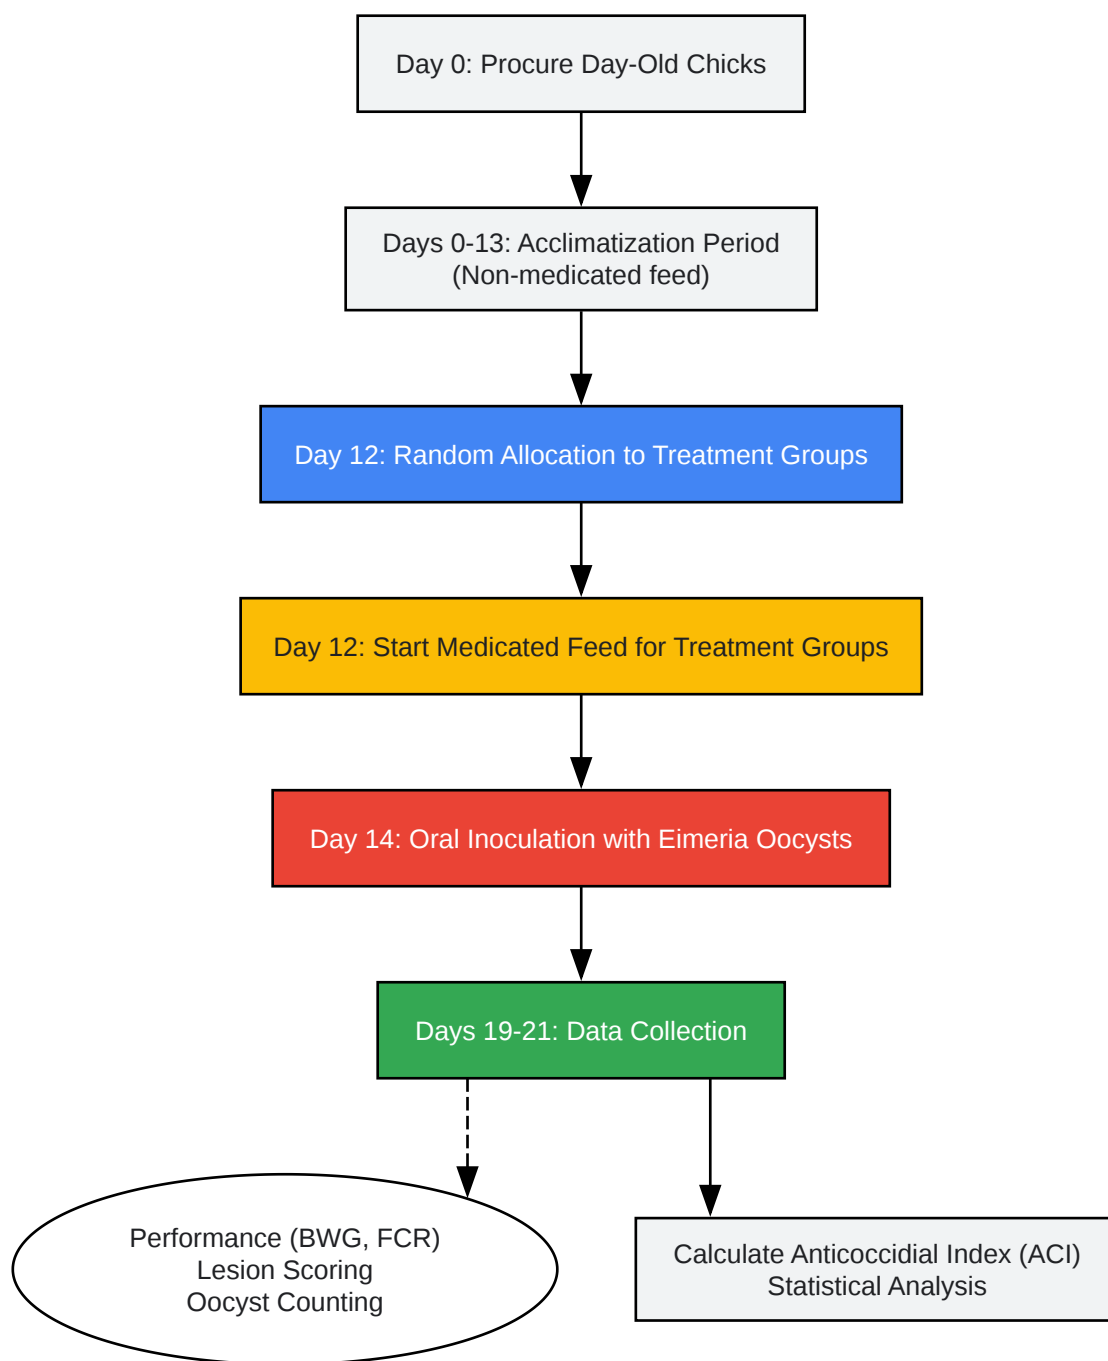 Day 0: Procure Day-Old Chicks
Days 0-13: Acclimatization Period
(Non-medicated feed)
Day 12: Random Allocation to Treatment Groups
Day 12: Start Medicated Feed for Treatment Groups
Day 14: Oral Inoculation with Eimeria Oocysts
Days 19-21: Data Collection
Performance (BWG, FCR)
Lesion Scoring
Oocyst Counting
Calculate Anticoccidial Index (ACI)
Statistical Analysis